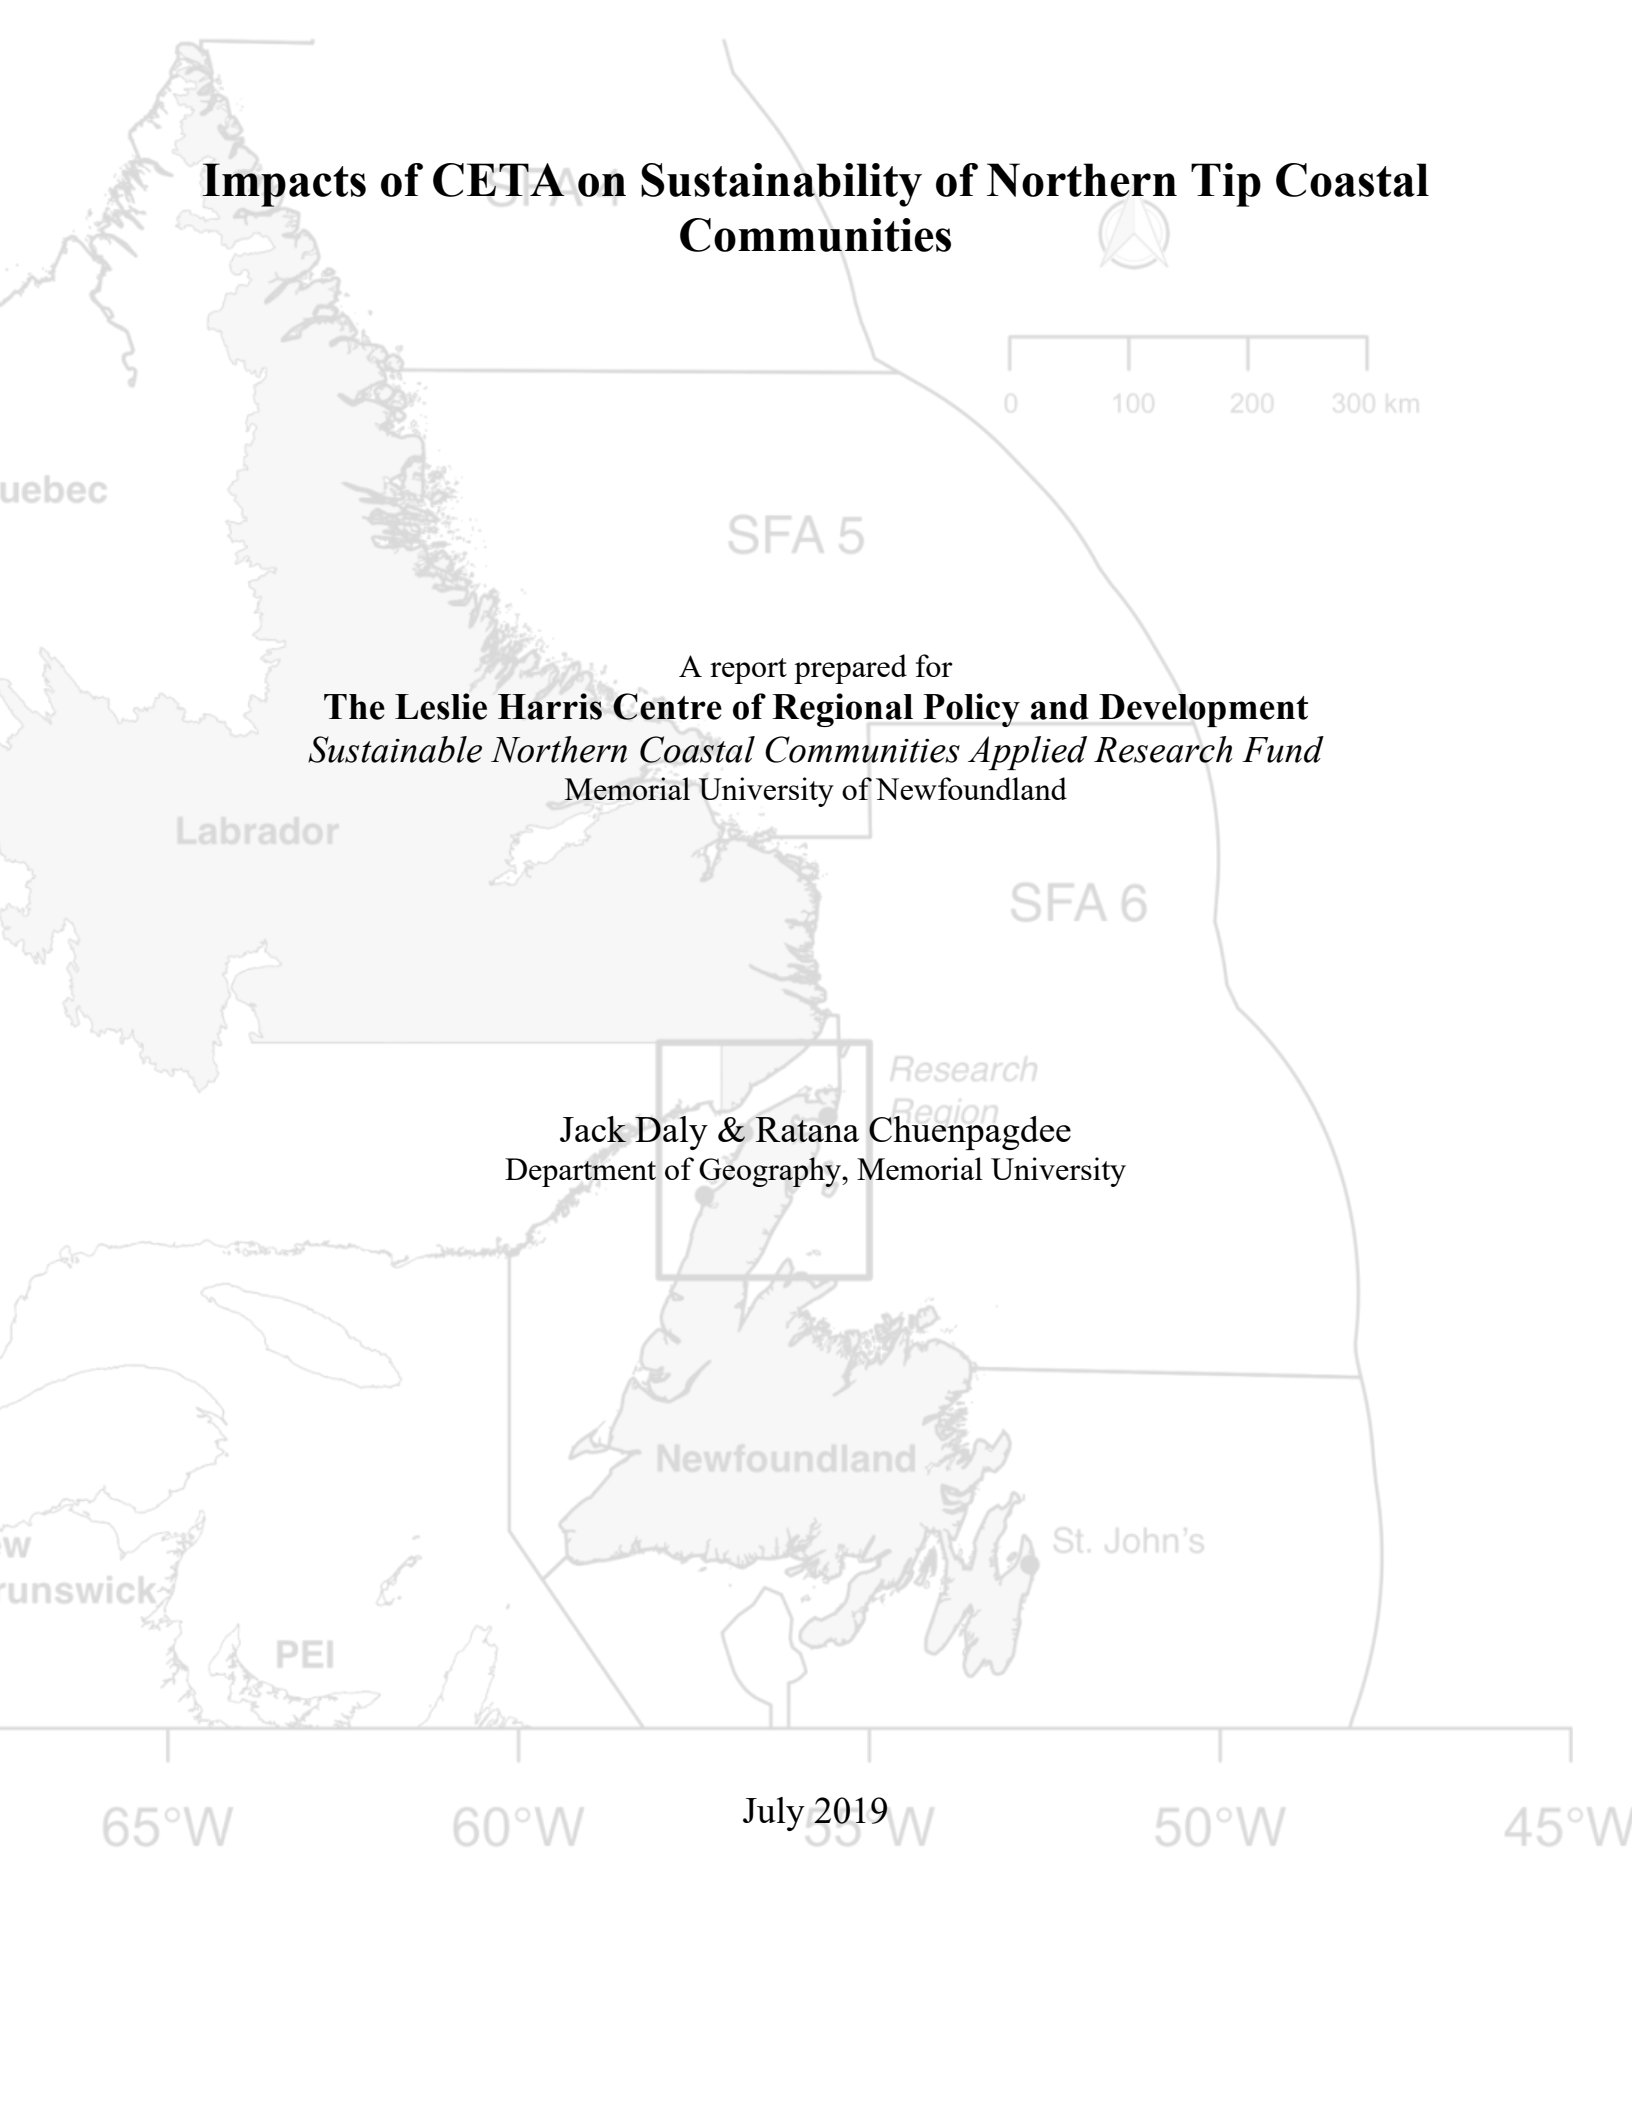 SFA 4
Impacts of CETA on Sustainability of Northern Tip Coastal
Communities
0 100 200 300 km
uebec
SFA 5
A report prepared for
The Leslie Harris Centre of Regional Policy and Development
Sustainable Northern Coastal Communities Applied Research Fund
Memorial University of Newfoundland
Labrador
SFA 6
Research
Region
Jack Daly & Ratana Chuenpagdee
Department of Geography, Memorial University
Newfoundland
St. John's
ew
runswick
PEI
July 2019
65°W 60°W 55°W 50°W 45°W